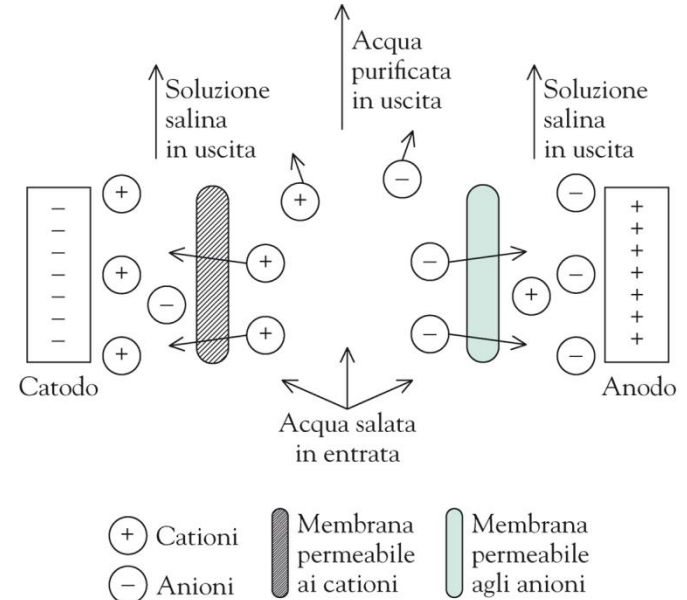 Acqua
purificata
in uscita
Soluzione
salina
in uscita
Soluzione
salina
in uscita
Catodo
Anodo
Acqua salata
in entrata
Cationi
Anioni
Membrana
permeabile
ai cationi
Membrana
permeabile
agli anioni